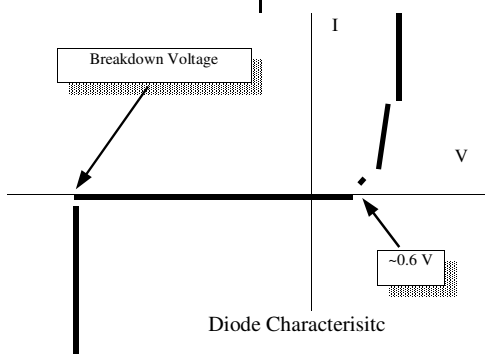 I
Breakdown Voltage
V
~0.6 V
Diode Characterisitc